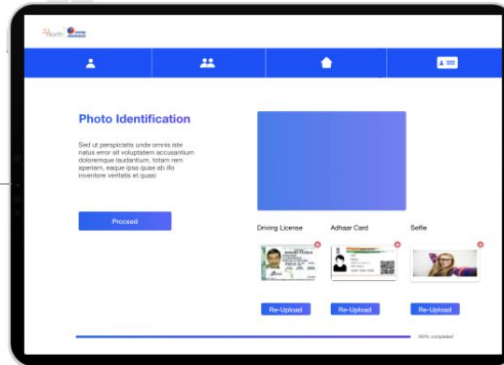 North
Photo Identification
Sed ut perspiciatis unde omnis iste
natus error sit voluptatem accusantium
doloremque laudantium, totam rem
aperiam, eaque ipsa quae ab illo
inventore veritatis et quasi
Proceed
Driving License
Adhaar Card
Selfie
Re-Upload
Re-Upload
Re-Upload
100% completed